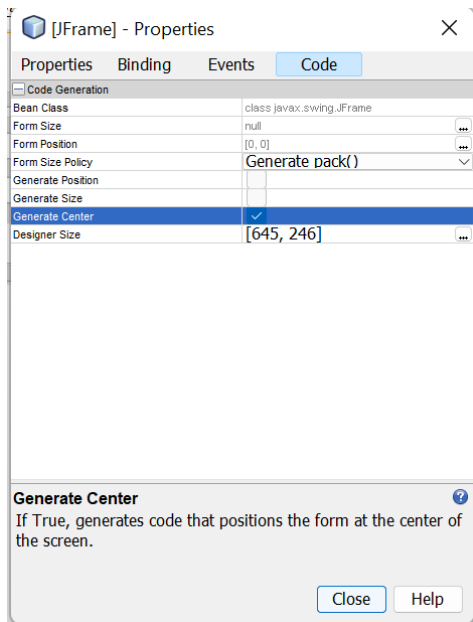 [JFrame] - Properties
Properties Binding Events Code
Code Generation
Bean Class class javax.swing.JFrame
Form Size null ...
Form Position [0, 0] ...
Form Size Policy Generate pack()
Generate Position
Generate Size
Generate Center
Designer Size [645, 246] ...
Generate Center
If True, generates code that positions the form at the center of
the screen.
Close Help